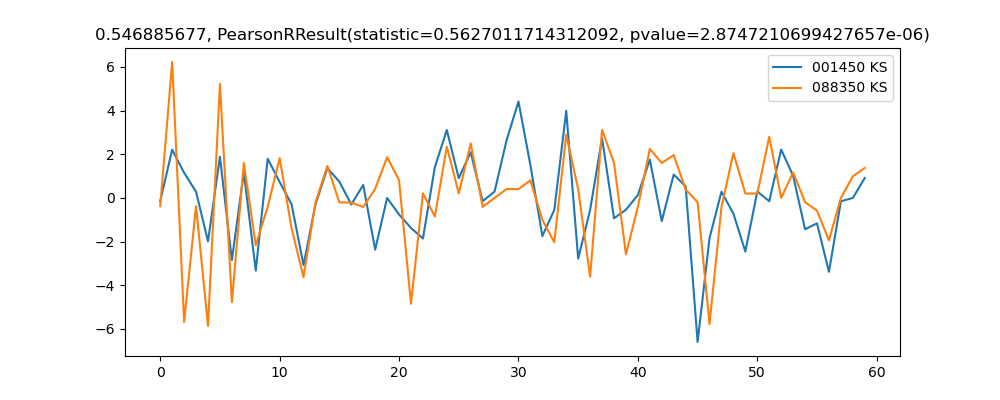 0.546885677, PearsonRResult(statistic=0.5627011714312092, pvalue=2.8747210699427657e-06)
001450 KS
088350 KS
6
4
2
0
−2
−4
−6
0 10 20 30 40 50 60